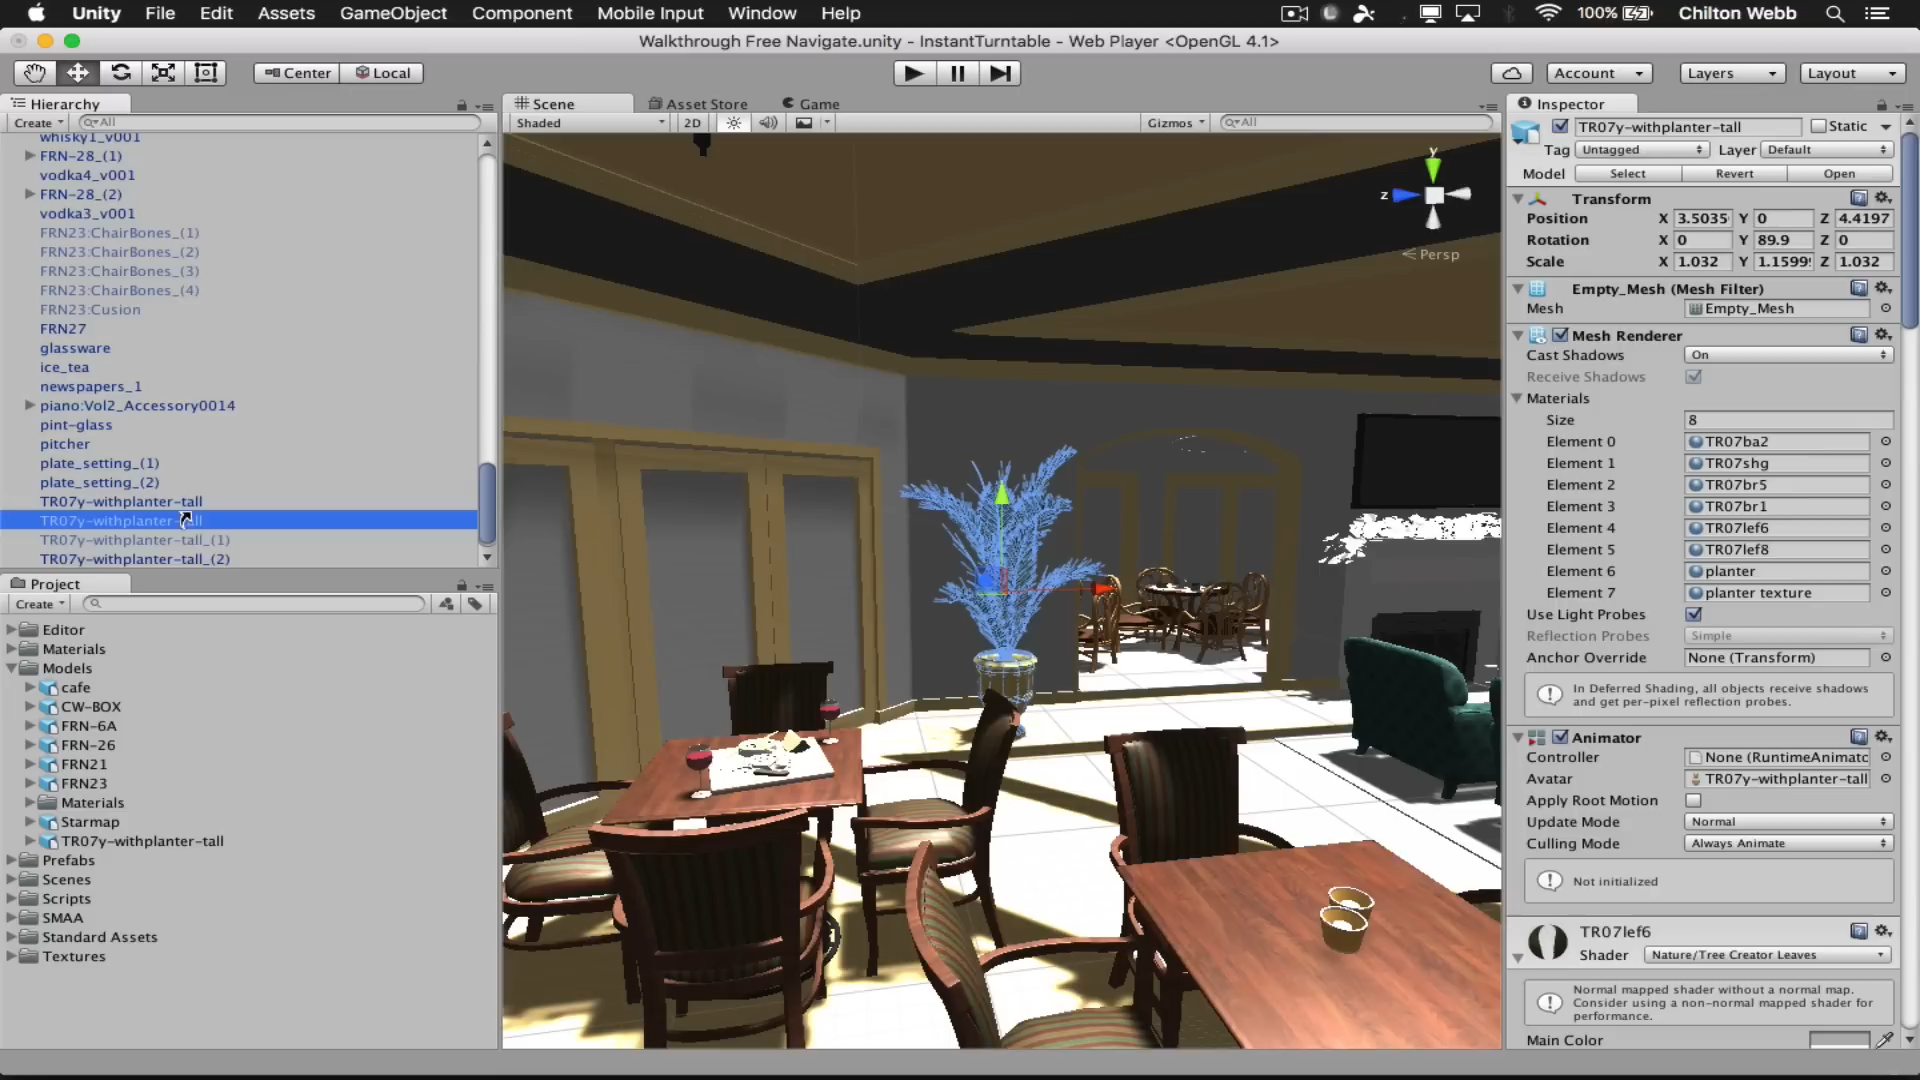 Unity File Edit Assets GameObject Component Mobile Input Window Help 100% Chilton Webb
Walkthrough Free Navigate.unity - InstantTurntable - Web Player <OpenGL 4.1>
Center Local Account Layers Layout
Hierarchy
Create All
whisky1_v001
FRN-28_(1)
vodka4_v001
FRN-28_(2)
vodka3_v001
FRN23:ChairBones_(1)
FRN23:ChairBones_(2)
FRN23:ChairBones_(3)
FRN23:ChairBones_(4)
FRN23:Cusion
FRN27
glassware
ice_tea
newspapers_1
piano:Vol2_Accessory0014
pint-glass
pitcher
plate_setting_(1)
plate_setting_(2)
TR07y-withplanter-tall
TR07y-withplanter-tall
TR07y-withplanter-tall_(1)
TR07y-withplanter-tall_(2)
Project
Create
Editor
Materials
Models
cafe
CW-BOX
FRN-6A
FRN-26
FRN21
FRN23
Materials
Starmap
TR07y-withplanter-tall
Prefabs
Scenes
Scripts
SMAA
Standard Assets
Textures
Scene Asset Store Game
Shaded 2D Gizmos All
y
z
Persp
Inspector
TR07y-withplanter-tall Static
Tag Untagged Layer Default
Model Select Revert Open
Transform
Position X 3.5035 Y 0 Z 4.4197
Rotation X 0 Y 89.9 Z 0
Scale X 1.032 Y 1.1599 Z 1.032
Empty_Mesh (Mesh Filter)
Mesh Empty_Mesh
Mesh Renderer
Cast Shadows On
Receive Shadows
Materials
Size 8
Element 0 TR07ba2
Element 1 TR07shg
Element 2 TR07br5
Element 3 TR07br1
Element 4 TR07lef6
Element 5 TR07lef8
Element 6 planter
Element 7 planter texture
Use Light Probes
Reflection Probes Simple
Anchor Override None (Transform)
In Deferred Shading, all objects receive shadows
and get per-pixel reflection probes.
Animator
Controller None (RuntimeAnimato
Avatar TR07y-withplanter-tall
Apply Root Motion
Update Mode Normal
Culling Mode Always Animate
Not initialized
TR07lef6
Shader Nature/Tree Creator Leaves
Normal mapped shader without a normal map.
Consider using a non-normal mapped shader for
performance.
Main Color